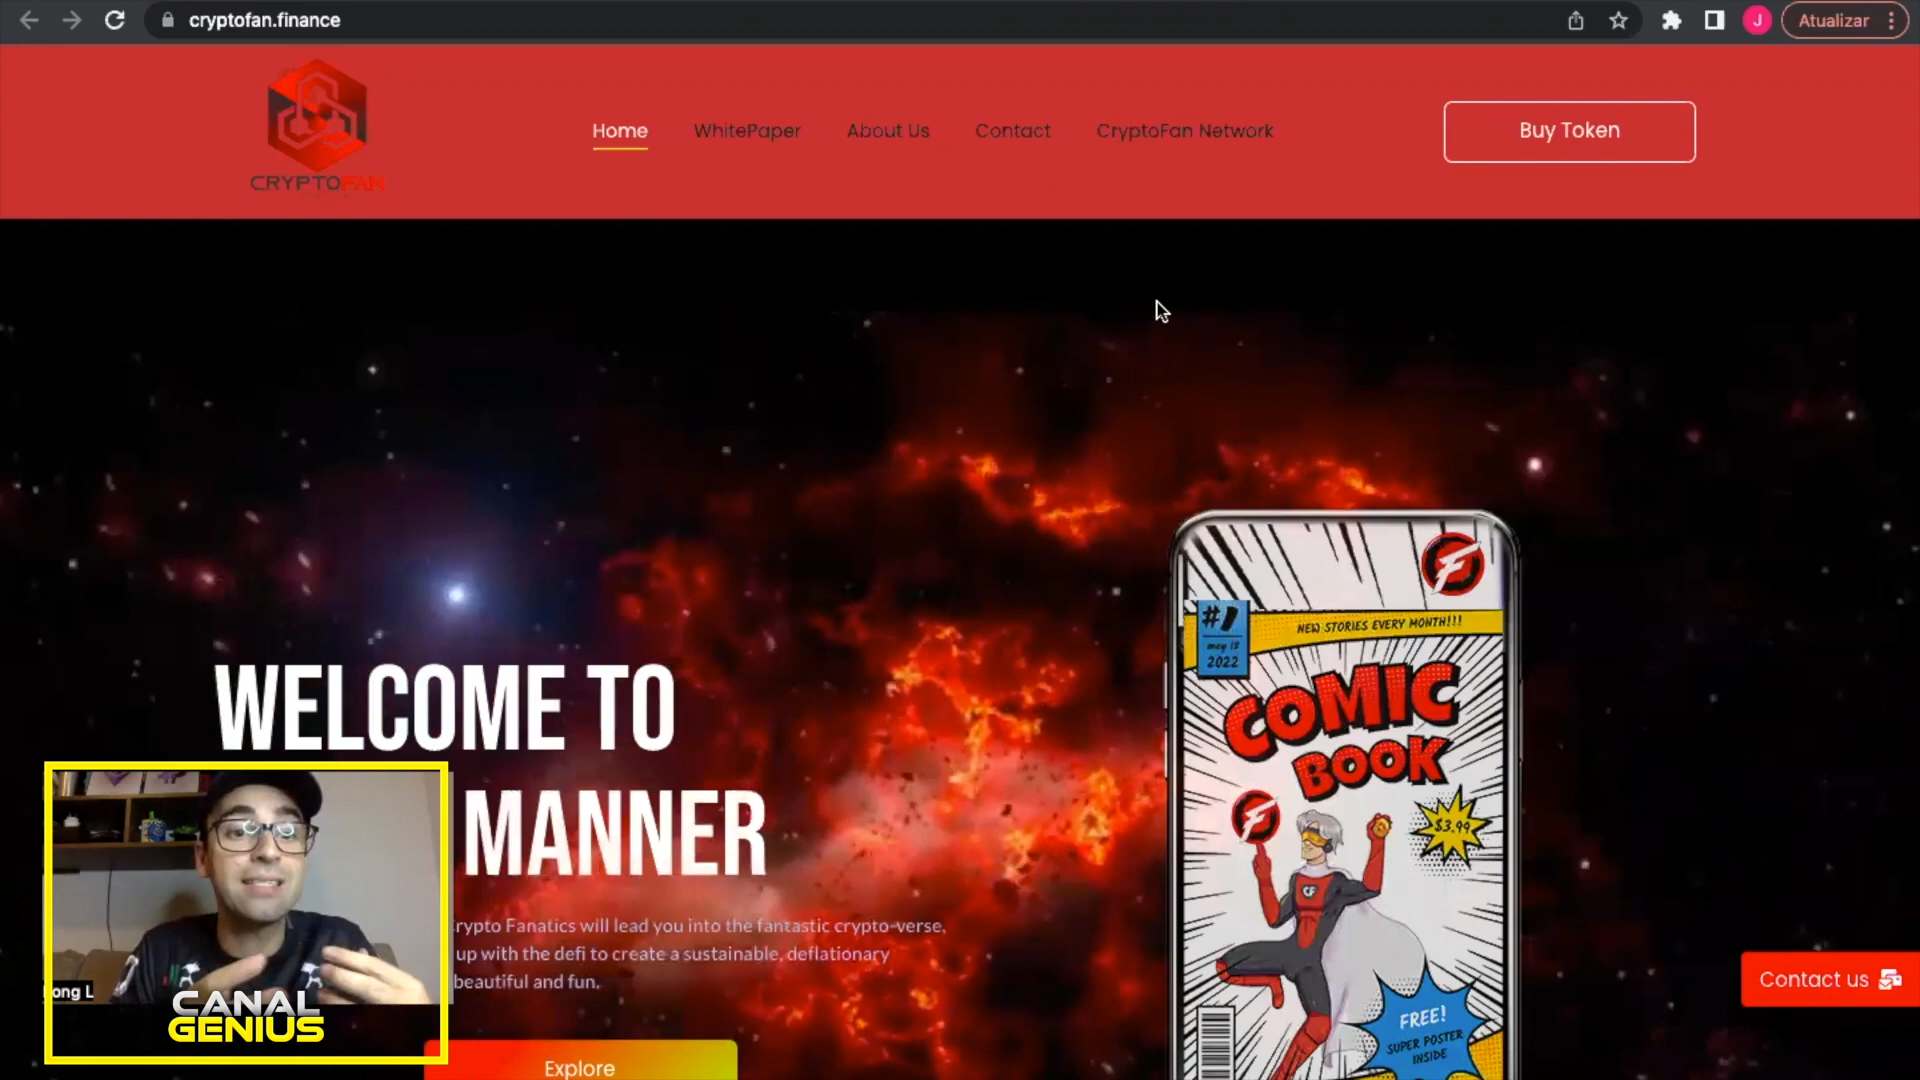 cryptofan.finance
J
Atualizar
CRYPTOFAN
Home
WhitePaper
About Us
Contact
CryptoFan Network
Buy Token
WELCOME TO
MANNER
Crypto Fanatics will lead you into the fantastic crypto-verse,
up with the defi to create a sustainable, deflationary
beautiful and fun.
Explore
F
#1
may 18
2022
NEW STORIES EVERY MONTH!!!
COMIC
BOOK
F
$3.99
CF
FREE!
SUPER POSTER
INSIDE
Contact us
ong L
CANAL
GENIUS